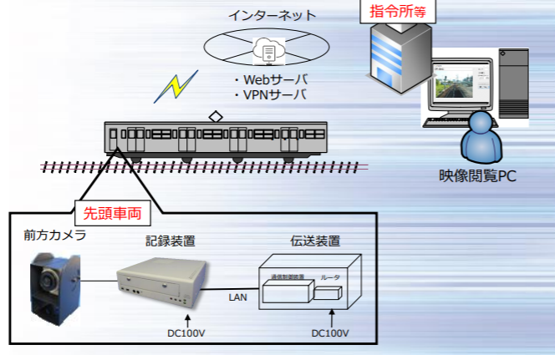 インターネット
指令所等
・Webサーバ
・VPNサーバ
映像閲覧PC
先頭車両
前方カメラ
記録装置
伝送装置
通信制御装置
ルータ
LAN
DC100V
DC100V